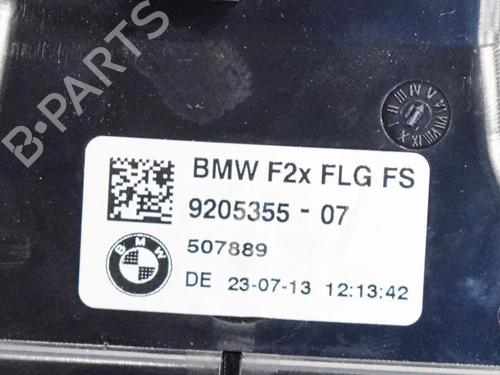 B-PARTS
BMW F2x FLG FS
9205355 - 07
507889
BMW
DE 23-07-13 12:13:42